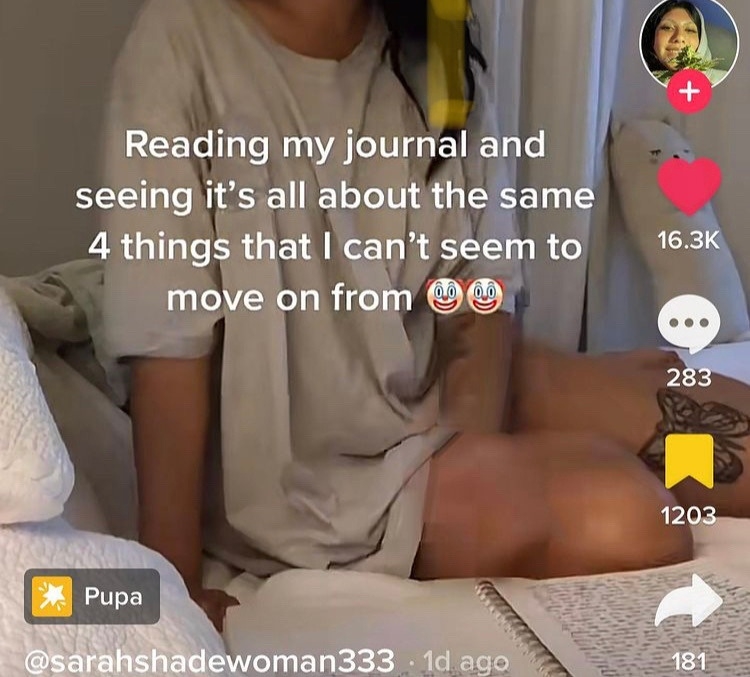 Reading my journal and
seeing it’s all about the same
4 things that I can’t seem to
move on from 🤡🤡
16.3K
283
1203
Pupa
@sarahshadewoman333 · 1d ago
181